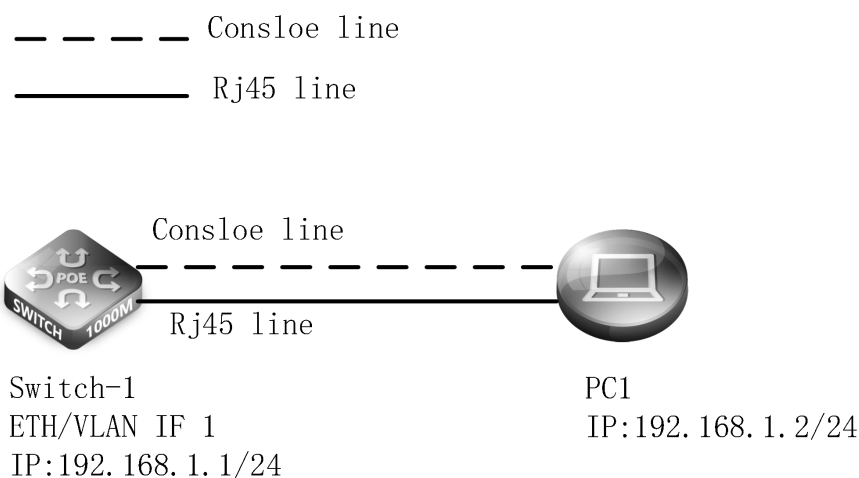 Consloe line
Rj45 line
Consloe line
POE
SWITCH 1000M
Rj45 line
Switch-1
ETH/VLAN IF 1
IP:192.168.1.1/24
PC1
IP:192.168.1.2/24